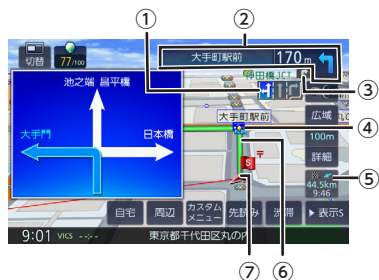 ① ②
切替
77/100
大手町駅前 170m
神田橋JCT
③
池之端 昌平橋
大手町駅前
広域
④
大手門
日本橋
100m
詳細
S
⑤
44.5km
9:46
自宅 周辺 カスタムメニュー 先読み 渋滞 ▶表示S
9:01 VICS --:-- 東京都千代田区丸の内
⑦ ⑥